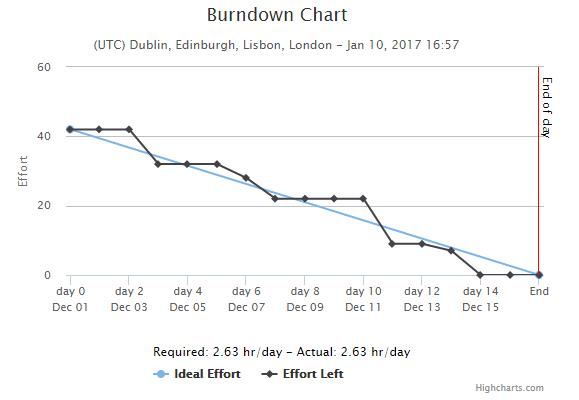 Burndown Chart
(UTC) Dublin, Edinburgh, Lisbon, London - Jan 10, 2017 16:57
60
40
20
0
Effort
End of day
day 0 day 2 day 4 day 6 day 8 day 10 day 12 day 14 End
Dec 01 Dec 03 Dec 05 Dec 07 Dec 09 Dec 11 Dec 13 Dec 15
Required: 2.63 hr/day - Actual: 2.63 hr/day
Ideal Effort Effort Left
Highcharts.com